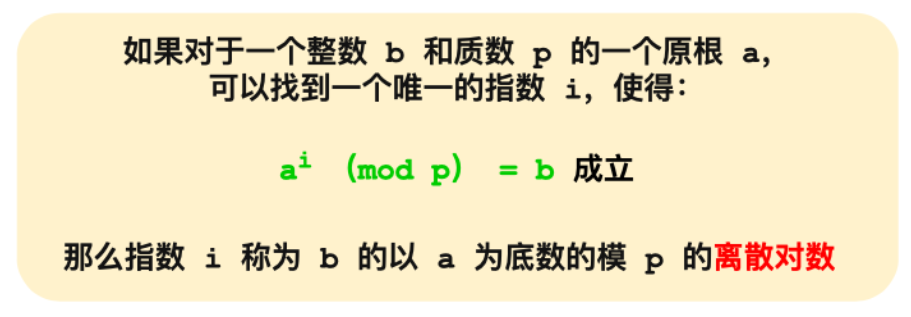 如果对于一个整数 b 和质数 p 的一个原根 a,
可以找到一个唯一的指数 i, 使得:
aⁱ (mod p) = b 成立
那么指数 i 称为 b 的以 a 为底数的模 p 的离散对数